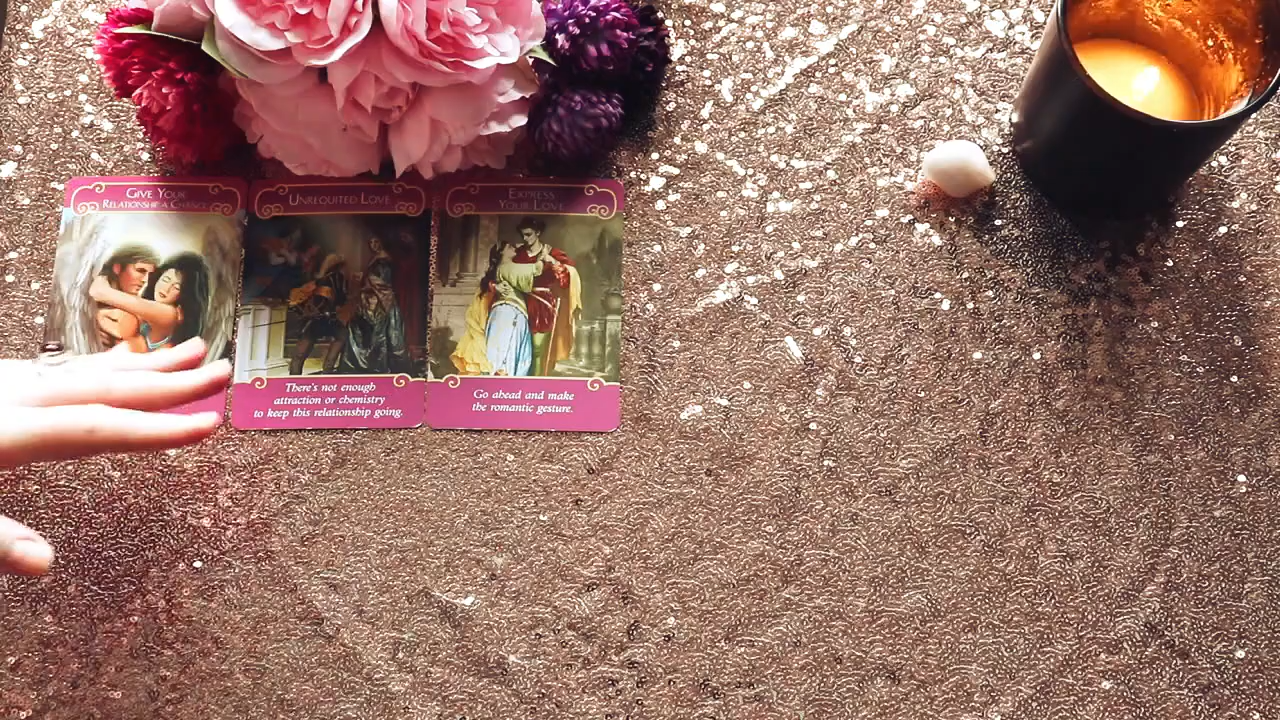 GIVE YOUR
RELATIONSHIP A CHANCE
UNREQUITED LOVE
There's not enough
attraction or chemistry
to keep this relationship going.
EXPRESS
YOUR LOVE
Go ahead and make
the romantic gesture.